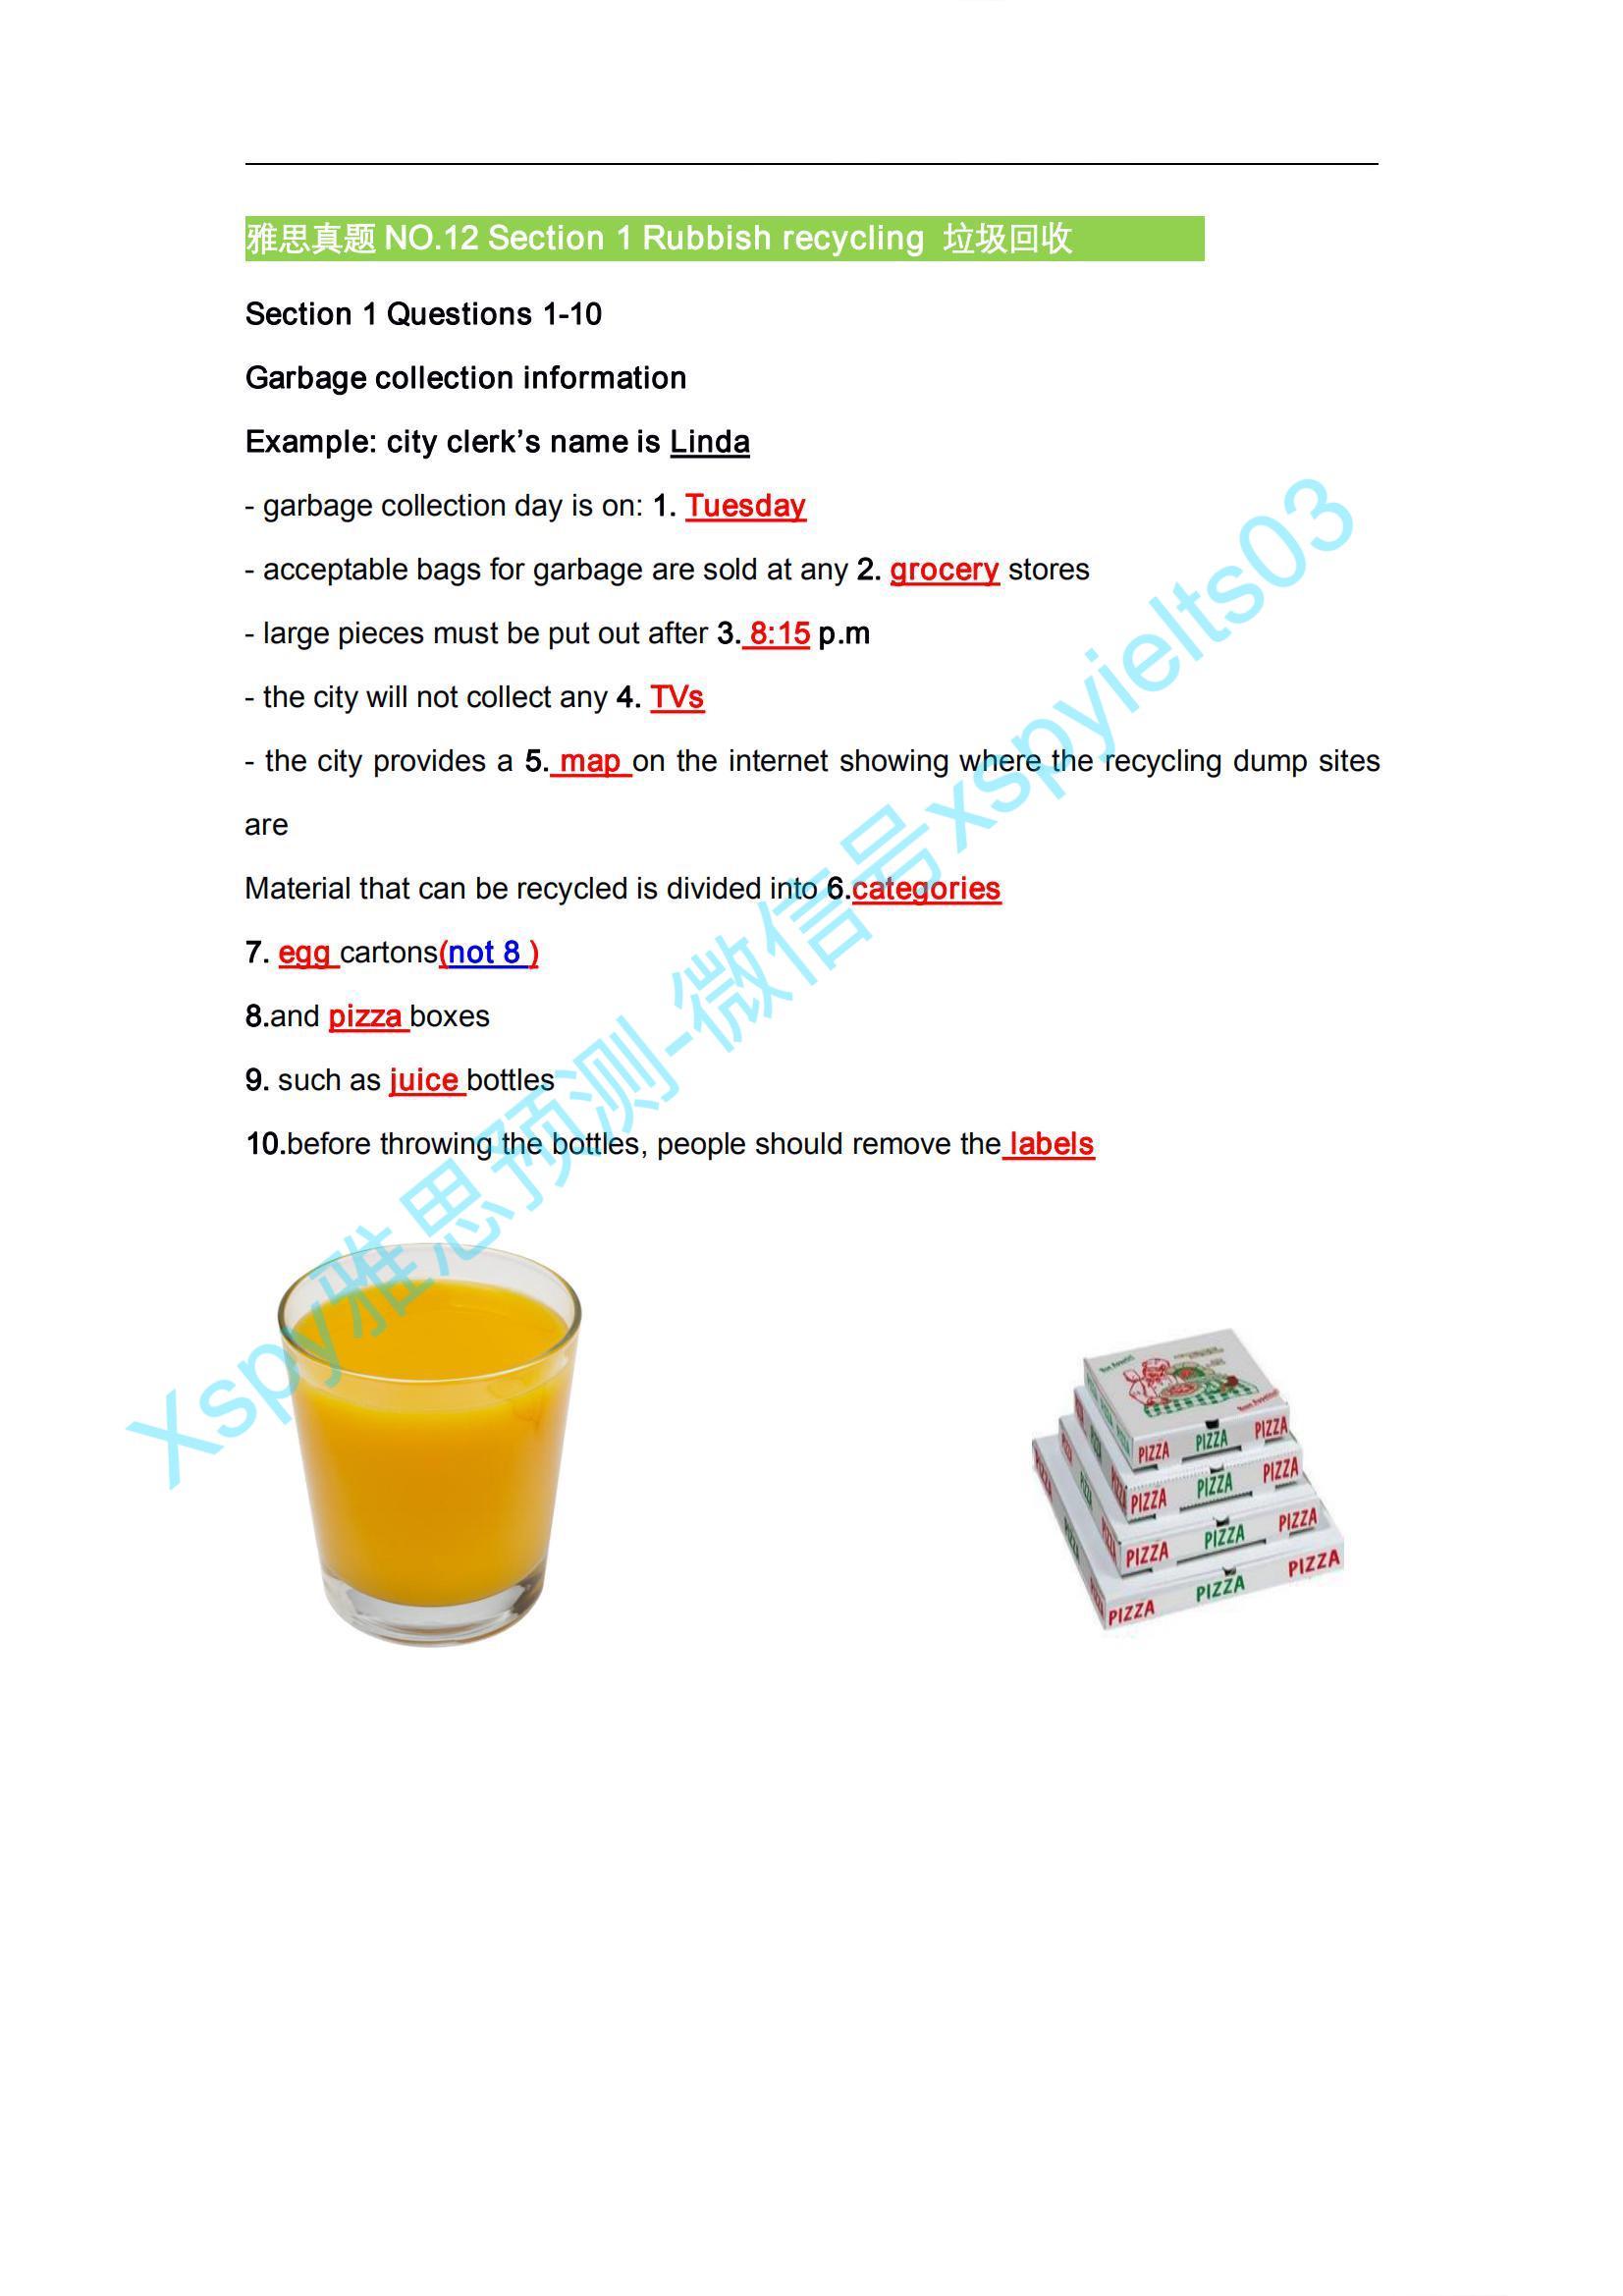 雅思真题 NO.12 Section 1 Rubbish recycling 垃圾回收
Section 1 Questions 1-10
Garbage collection information
Example: city clerk’s name is Linda
- garbage collection day is on: 1. Tuesday
- acceptable bags for garbage are sold at any 2. grocery stores
- large pieces must be put out after 3. 8:15 p.m
- the city will not collect any 4. TVs
- the city provides a 5. map on the internet showing where the recycling dump sites
are
Material that can be recycled is divided into 6.categories
7. egg cartons(not 8 )
8.and pizza boxes
9. such as juice bottles
10.before throwing the bottles, people should remove the labels
Xspy雅思预测-微信号xspyielts03
PIZZA PIZZA PIZZA
PIZZA PIZZA PIZZA
PIZZA PIZZA PIZZA
PIZZA PIZZA PIZZA